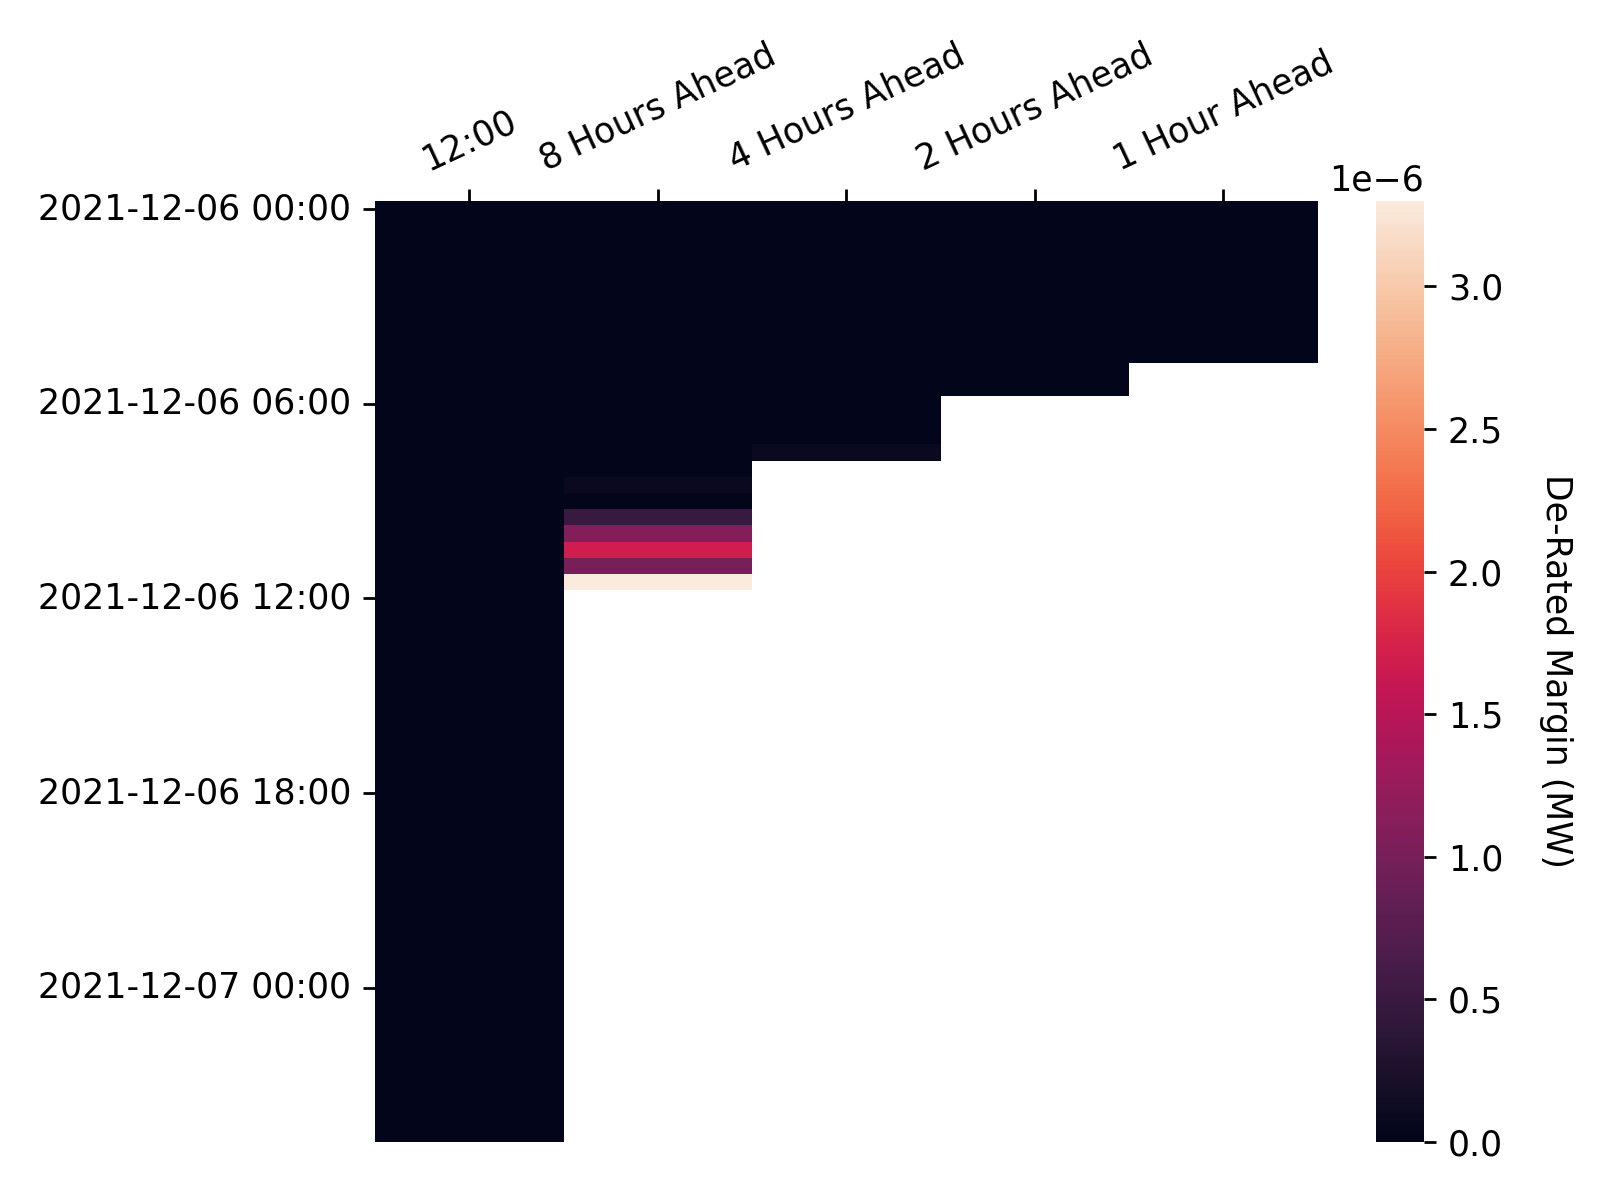 12:00
8 Hours Ahead
4 Hours Ahead
2 Hours Ahead
1 Hour Ahead
1e−6
2021-12-06 00:00
2021-12-06 06:00
2021-12-06 12:00
2021-12-06 18:00
2021-12-07 00:00
3.0
2.5
2.0
1.5
1.0
0.5
0.0
De-Rated Margin (MW)